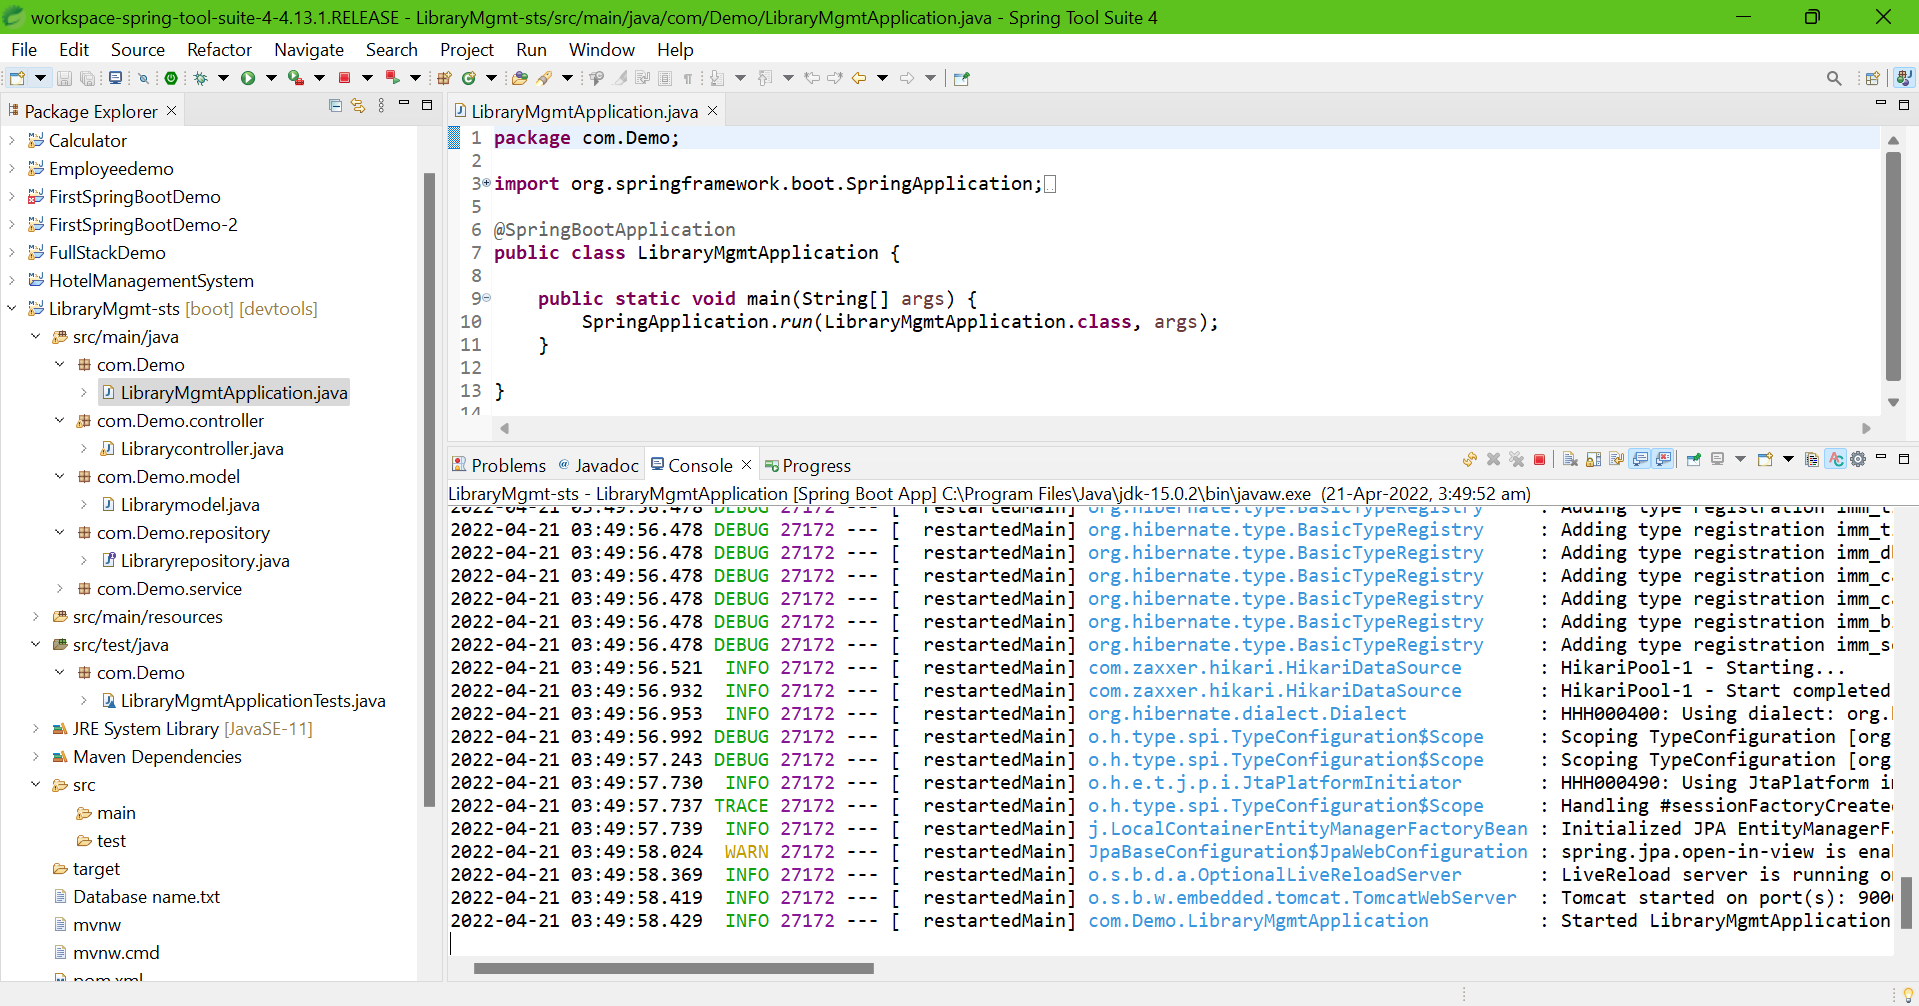 workspace-spring-tool-suite-4-4.13.1.RELEASE - LibraryMgmt-sts/src/main/java/com/Demo/LibraryMgmtApplication.java - Spring Tool Suite 4
File Edit Source Refactor Navigate Search Project Run Window Help
Package Explorer
Calculator
Employeedemo
FirstSpringBootDemo
FirstSpringBootDemo-2
FullStackDemo
HotelManagementSystem
LibraryMgmt-sts [boot] [devtools]
src/main/java
com.Demo
LibraryMgmtApplication.java
com.Demo.controller
Librarycontroller.java
com.Demo.model
Librarymodel.java
com.Demo.repository
Libraryrepository.java
com.Demo.service
src/main/resources
src/test/java
com.Demo
LibraryMgmtApplicationTests.java
JRE System Library [JavaSE-11]
Maven Dependencies
src
main
test
target
Database name.txt
mvnw
mvnw.cmd
pom.xml
LibraryMgmtApplication.java
1 package com.Demo;
2
3 import org.springframework.boot.SpringApplication;
5
6 @SpringBootApplication
7 public class LibraryMgmtApplication {
8
9 public static void main(String[] args) {
10 SpringApplication.run(LibraryMgmtApplication.class, args);
11 }
12
13 }
14
Problems @ Javadoc Console Progress
LibraryMgmt-sts - LibraryMgmtApplication [Spring Boot App] C:\Program Files\Java\jdk-15.0.2\bin\javaw.exe (21-Apr-2022, 3:49:52 am)
2022-04-21 03:49:56.478 DEBUG 27172 --- [ restartedMain] org.hibernate.type.BasicTypeRegistry : Adding type registration imm_t
2022-04-21 03:49:56.478 DEBUG 27172 --- [ restartedMain] org.hibernate.type.BasicTypeRegistry : Adding type registration imm_t
2022-04-21 03:49:56.478 DEBUG 27172 --- [ restartedMain] org.hibernate.type.BasicTypeRegistry : Adding type registration imm_d
2022-04-21 03:49:56.478 DEBUG 27172 --- [ restartedMain] org.hibernate.type.BasicTypeRegistry : Adding type registration imm_c
2022-04-21 03:49:56.478 DEBUG 27172 --- [ restartedMain] org.hibernate.type.BasicTypeRegistry : Adding type registration imm_c
2022-04-21 03:49:56.478 DEBUG 27172 --- [ restartedMain] org.hibernate.type.BasicTypeRegistry : Adding type registration imm_b
2022-04-21 03:49:56.478 DEBUG 27172 --- [ restartedMain] org.hibernate.type.BasicTypeRegistry : Adding type registration imm_s
2022-04-21 03:49:56.521 INFO 27172 --- [ restartedMain] com.zaxxer.hikari.HikariDataSource : HikariPool-1 - Starting...
2022-04-21 03:49:56.932 INFO 27172 --- [ restartedMain] com.zaxxer.hikari.HikariDataSource : HikariPool-1 - Start completed
2022-04-21 03:49:56.953 INFO 27172 --- [ restartedMain] org.hibernate.dialect.Dialect : HHH000400: Using dialect: org.
2022-04-21 03:49:56.992 DEBUG 27172 --- [ restartedMain] o.h.type.spi.TypeConfiguration$Scope : Scoping TypeConfiguration [org
2022-04-21 03:49:57.243 DEBUG 27172 --- [ restartedMain] o.h.type.spi.TypeConfiguration$Scope : Scoping TypeConfiguration [org
2022-04-21 03:49:57.730 INFO 27172 --- [ restartedMain] o.h.e.t.j.p.i.JtaPlatformInitiator : HHH000490: Using JtaPlatform i
2022-04-21 03:49:57.737 TRACE 27172 --- [ restartedMain] o.h.type.spi.TypeConfiguration$Scope : Handling #sessionFactoryCreate
2022-04-21 03:49:57.739 INFO 27172 --- [ restartedMain] j.LocalContainerEntityManagerFactoryBean : Initialized JPA EntityManagerF
2022-04-21 03:49:58.024 WARN 27172 --- [ restartedMain] JpaBaseConfiguration$JpaWebConfiguration : spring.jpa.open-in-view is ena
2022-04-21 03:49:58.369 INFO 27172 --- [ restartedMain] o.s.b.d.a.OptionalLiveReloadServer : LiveReload server is running o
2022-04-21 03:49:58.419 INFO 27172 --- [ restartedMain] o.s.b.w.embedded.tomcat.TomcatWebServer : Tomcat started on port(s): 900
2022-04-21 03:49:58.429 INFO 27172 --- [ restartedMain] com.Demo.LibraryMgmtApplication : Started LibraryMgmtApplication